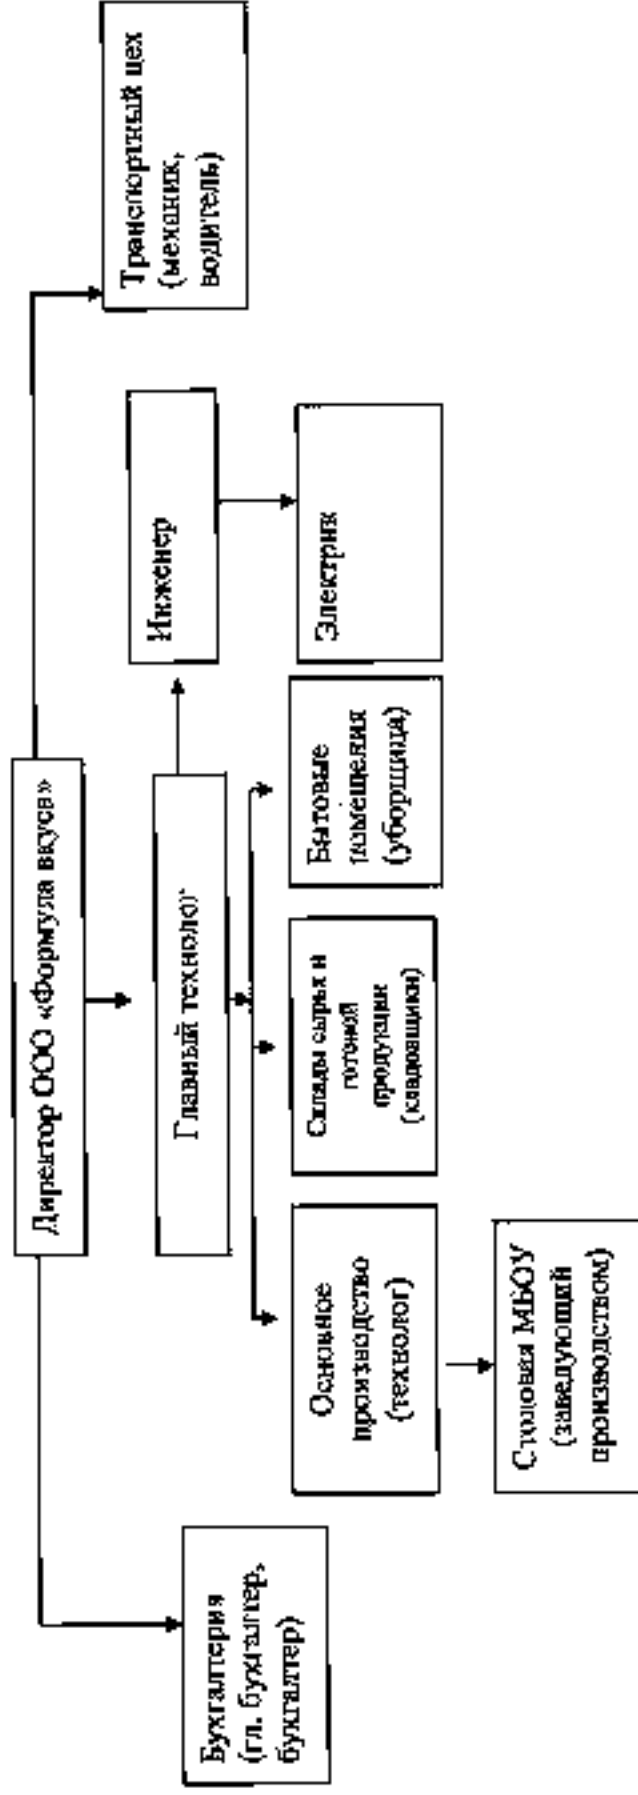 Директор ООО «Формула вкуса»
Главный технолог
Инженер
Транспортный цех
(механик,
водитель)
Бухгалтерия
(гл. бухгалтер,
бухгалтер)
Основное
производство
(технолог)
Склады сырья и
готовой
продукции
(кладовщики)
Бытовые
помещения
(уборщица)
Электрик
Столовая МБОУ
(заведующий
производством)